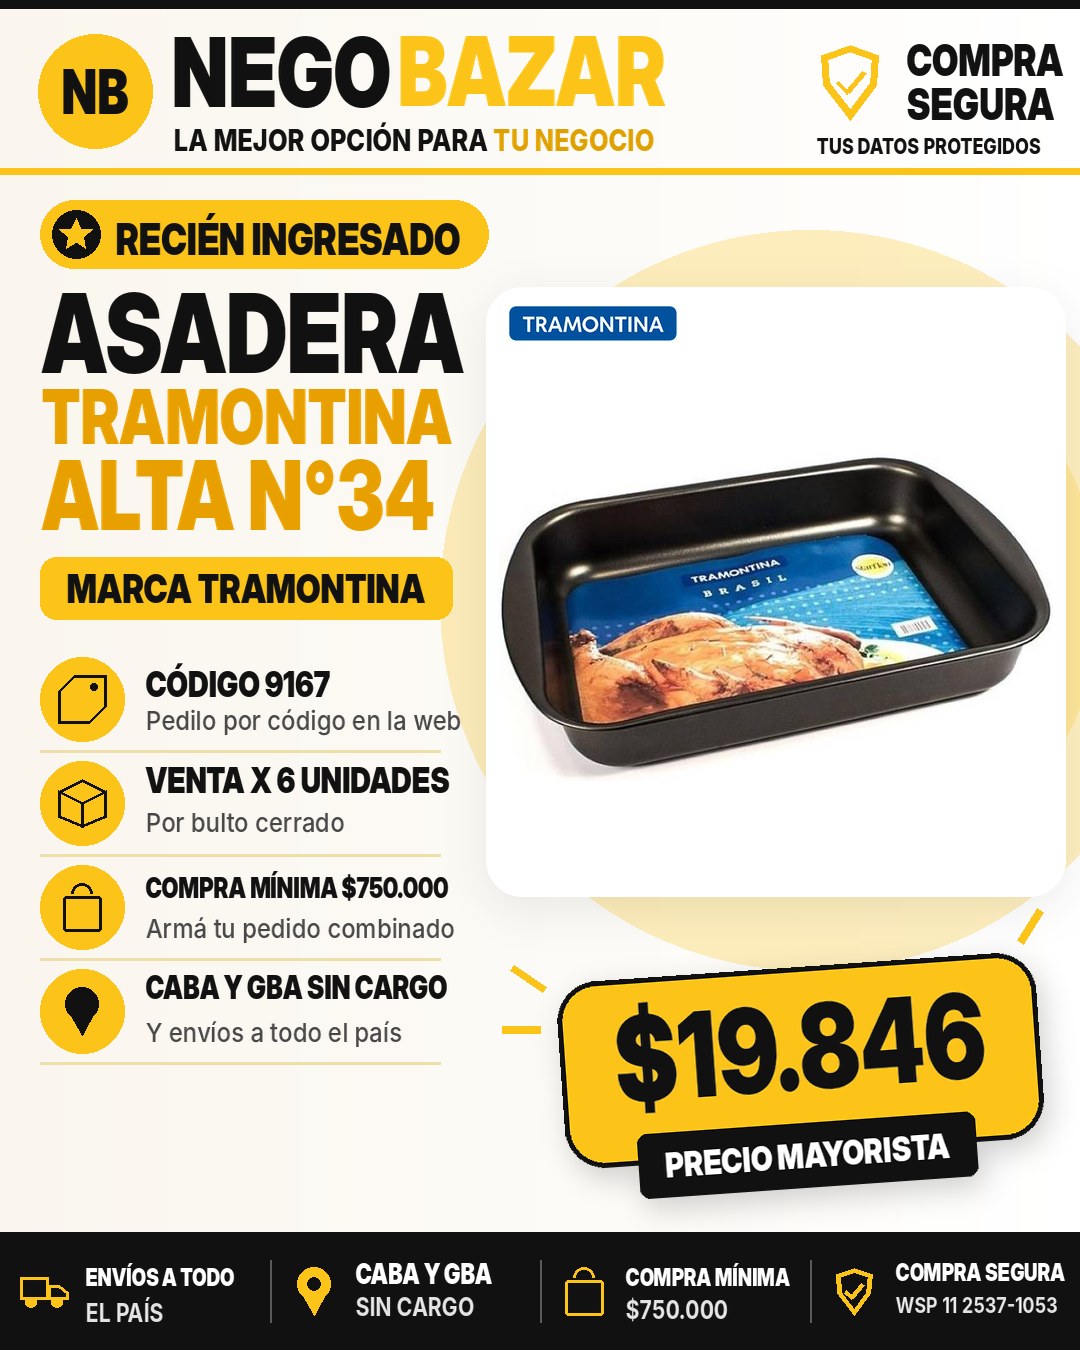 NB
NEGOBAZAR
LA MEJOR OPCIÓN PARA TU NEGOCIO
COMPRA
SEGURA
TUS DATOS PROTEGIDOS
RECIÉN INGRESADO
ASADERA
TRAMONTINA
ALTA N°34
MARCA TRAMONTINA
CÓDIGO 9167
Pedilo por código en la web
VENTA X 6 UNIDADES
Por bulto cerrado
COMPRA MÍNIMA $750.000
Armá tu pedido combinado
CABA Y GBA SIN CARGO
Y envíos a todo el país
TRAMONTINA
TRAMONTINA
BRASIL
Starflon
$19.846
PRECIO MAYORISTA
ENVÍOS A TODO
EL PAÍS
CABA Y GBA
SIN CARGO
COMPRA MÍNIMA
$750.000
COMPRA SEGURA
WSP 11 2537-1053